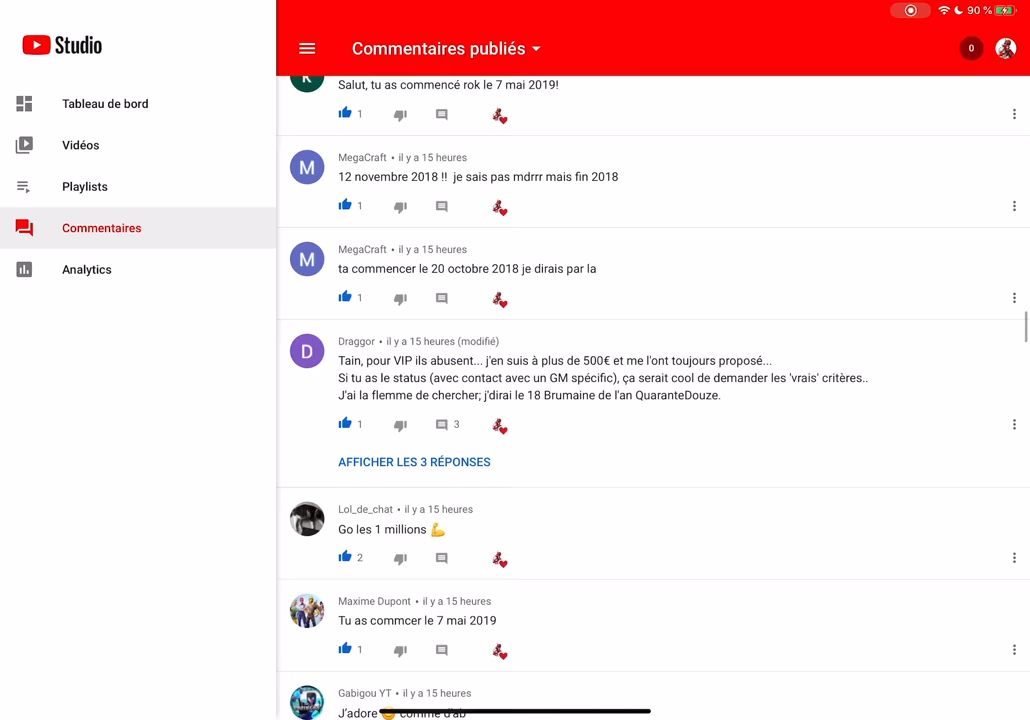 90 %
Studio
Commentaires publiés
0
Tableau de bord
Vidéos
Playlists
Commentaires
Analytics
K
Salut, tu as commencé rok le 7 mai 2019!
1
M
MegaCraft • il y a 15 heures
12 novembre 2018 !! je sais pas mdrrr mais fin 2018
1
M
MegaCraft • il y a 15 heures
ta commencer le 20 octobre 2018 je dirais par la
1
D
Draggor • il y a 15 heures (modifié)
Tain, pour VIP ils abusent... j'en suis à plus de 500€ et me l'ont toujours proposé...
Si tu as le status (avec contact avec un GM spécifique), ça serait cool de demander les 'vrais' critères..
J'ai la flemme de chercher; j'dirai le 18 Brumaine de l'an QuaranteDouze.
1
3
AFFICHER LES 3 RÉPONSES
Lol_de_chat • il y a 15 heures
Go les 1 millions 💪
2
Maxime Dupont • il y a 15 heures
Tu as commcer le 7 mai 2019
1
Gabigou YT • il y a 15 heures
J'adore 😊 comme d'ab